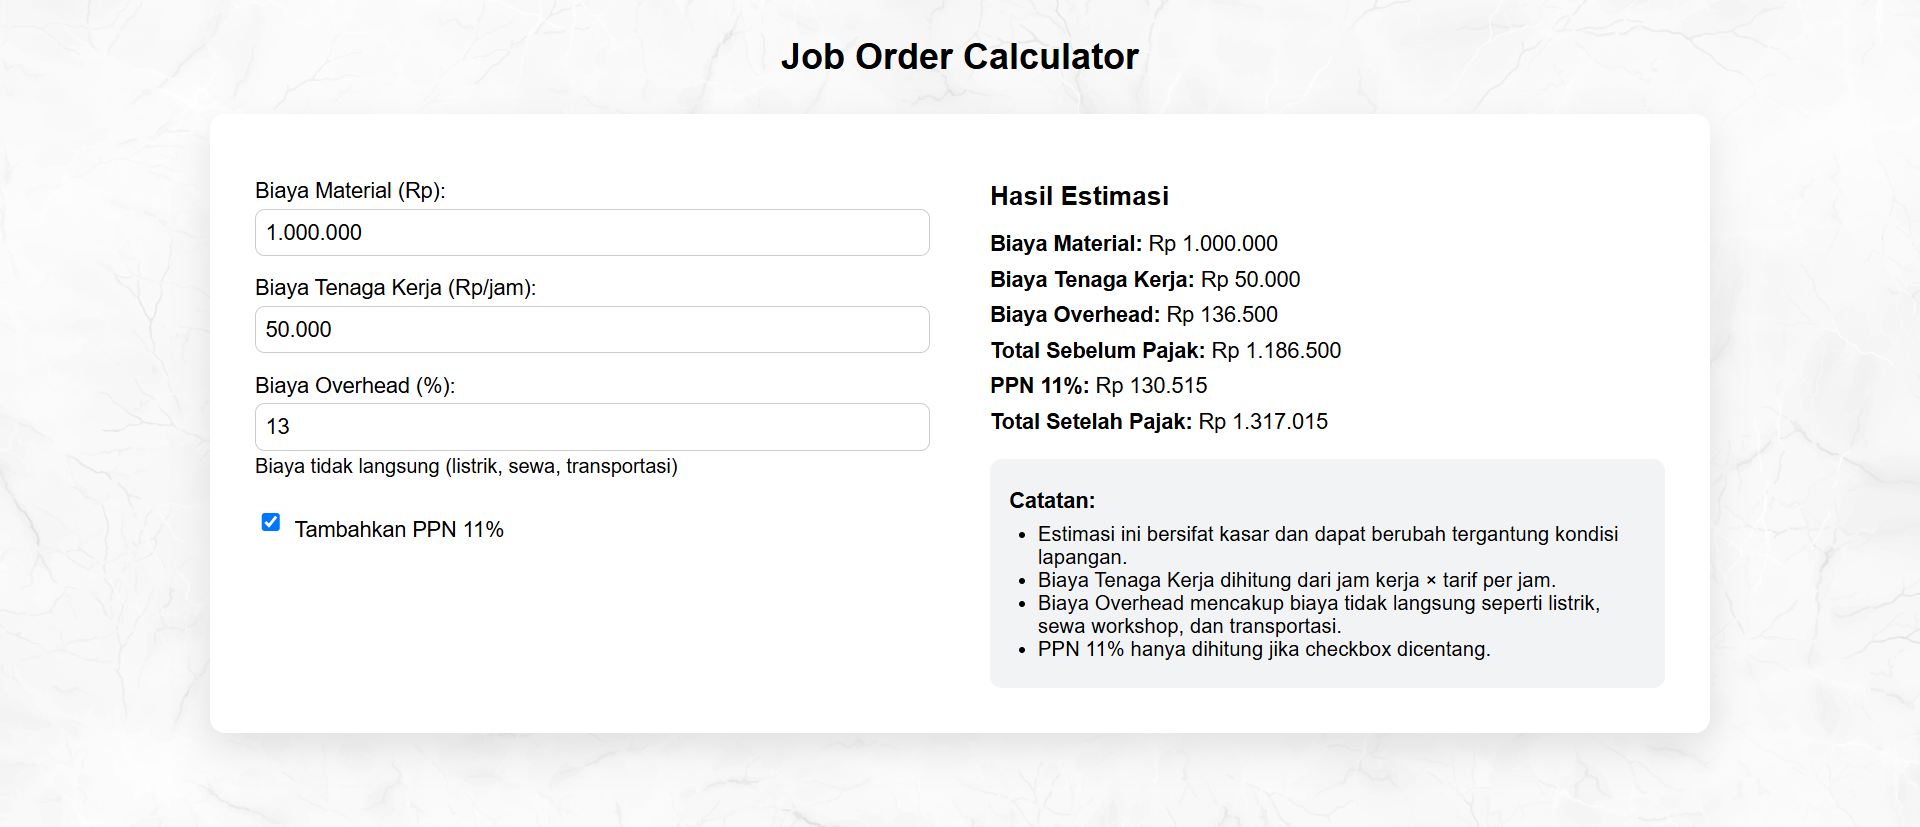 Job Order Calculator
Biaya Material (Rp):
1.000.000
Biaya Tenaga Kerja (Rp/jam):
50.000
Biaya Overhead (%):
13
Biaya tidak langsung (listrik, sewa, transportasi)
Tambahkan PPN 11%
Hasil Estimasi
Biaya Material: Rp 1.000.000
Biaya Tenaga Kerja: Rp 50.000
Biaya Overhead: Rp 136.500
Total Sebelum Pajak: Rp 1.186.500
PPN 11%: Rp 130.515
Total Setelah Pajak: Rp 1.317.015
Catatan:
• Estimasi ini bersifat kasar dan dapat berubah tergantung kondisi
lapangan.
• Biaya Tenaga Kerja dihitung dari jam kerja × tarif per jam.
• Biaya Overhead mencakup biaya tidak langsung seperti listrik,
sewa workshop, dan transportasi.
• PPN 11% hanya dihitung jika checkbox dicentang.